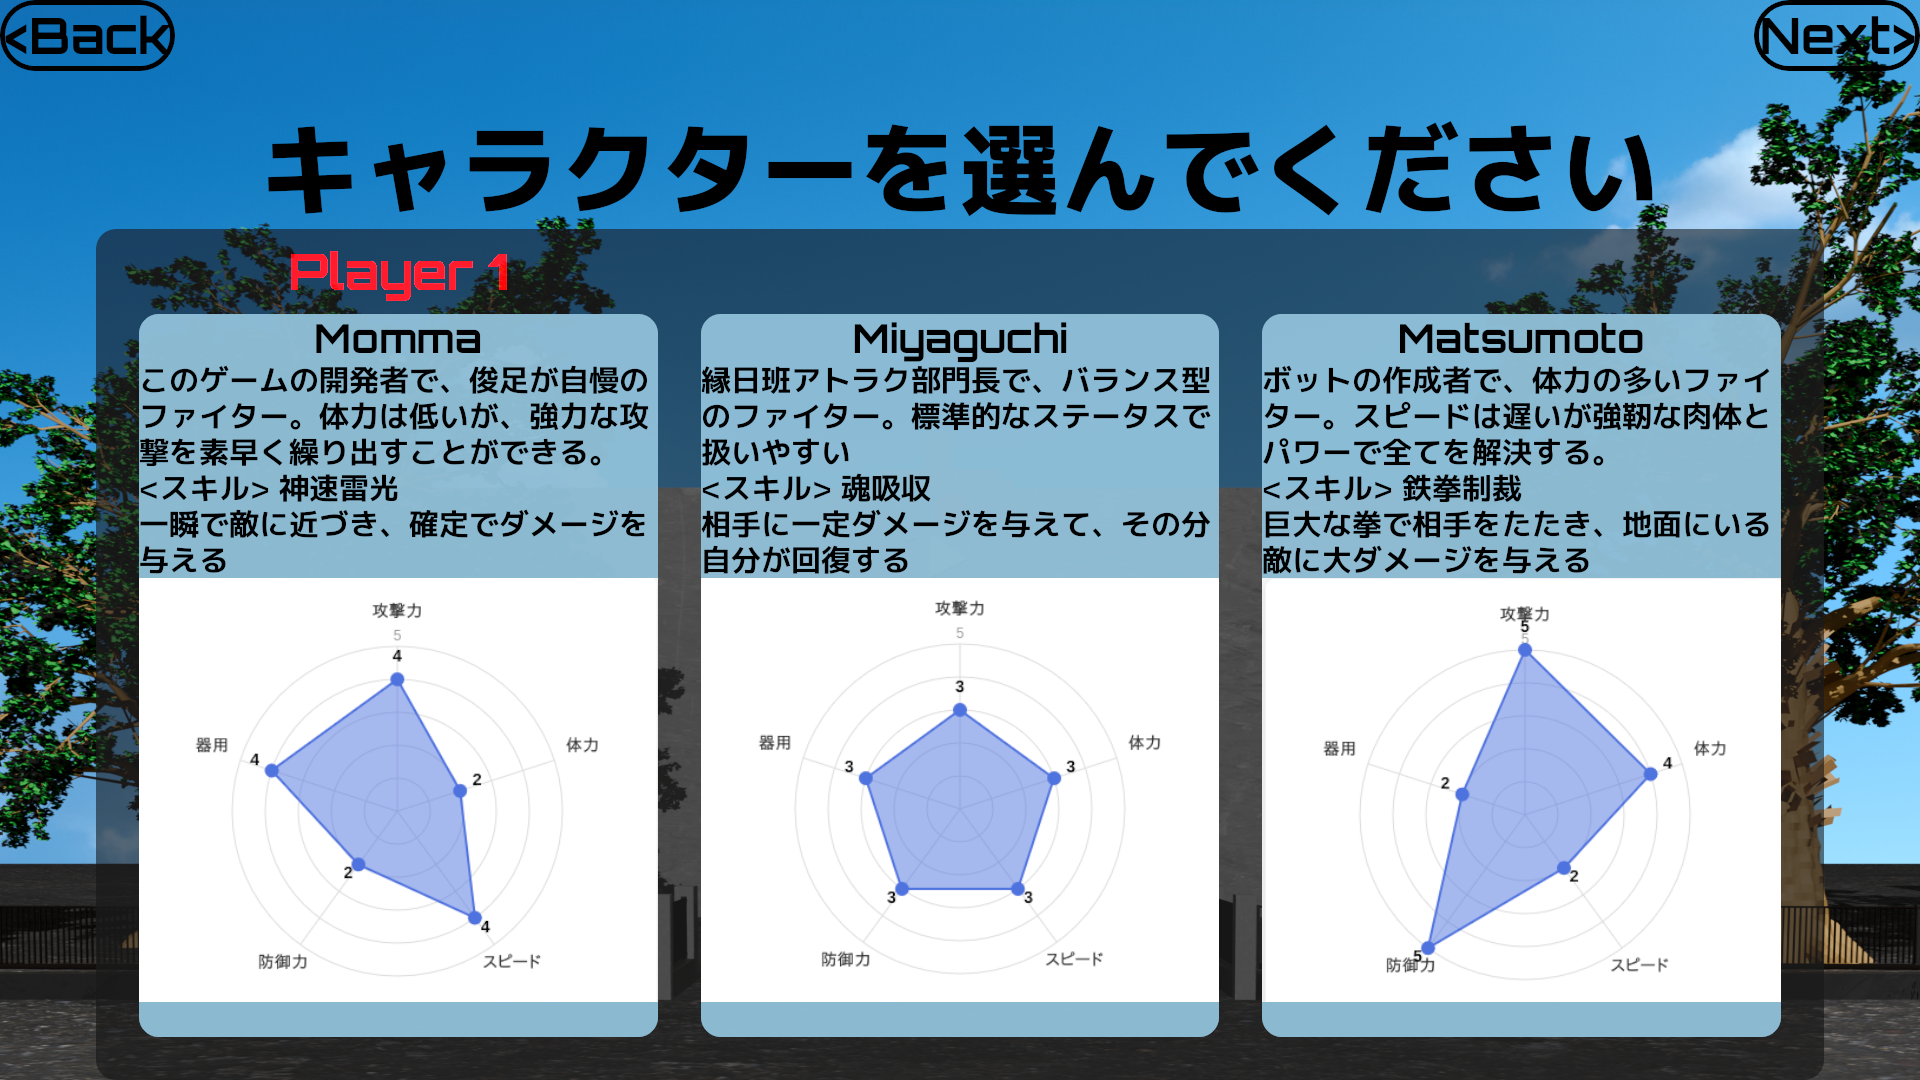 <Back
Next>
キャラクターを選んでください
Player 1
Momma
このゲームの開発者で、俊足が自慢の
ファイター。体力は低いが、強力な攻
撃を素早く繰り出すことができる。
<スキル> 神速雷光
一瞬で敵に近づき、確定でダメージを
与える
攻撃力
5
4
体力
2
スピード
4
防御力
2
器用
4
Miyaguchi
縁日班アトラク部門長で、バランス型
のファイター。標準的なステータスで
扱いやすい
<スキル> 魂吸収
相手に一定ダメージを与えて、その分
自分が回復する
攻撃力
5
3
体力
3
スピード
3
防御力
3
器用
3
Matsumoto
ボットの作成者で、体力の多いファイ
ター。スピードは遅いが強靭な肉体と
パワーで全てを解決する。
<スキル> 鉄拳制裁
巨大な拳で相手をたたき、地面にいる
敵に大ダメージを与える
攻撃力
5
5
体力
4
スピード
2
防御力
5
器用
2